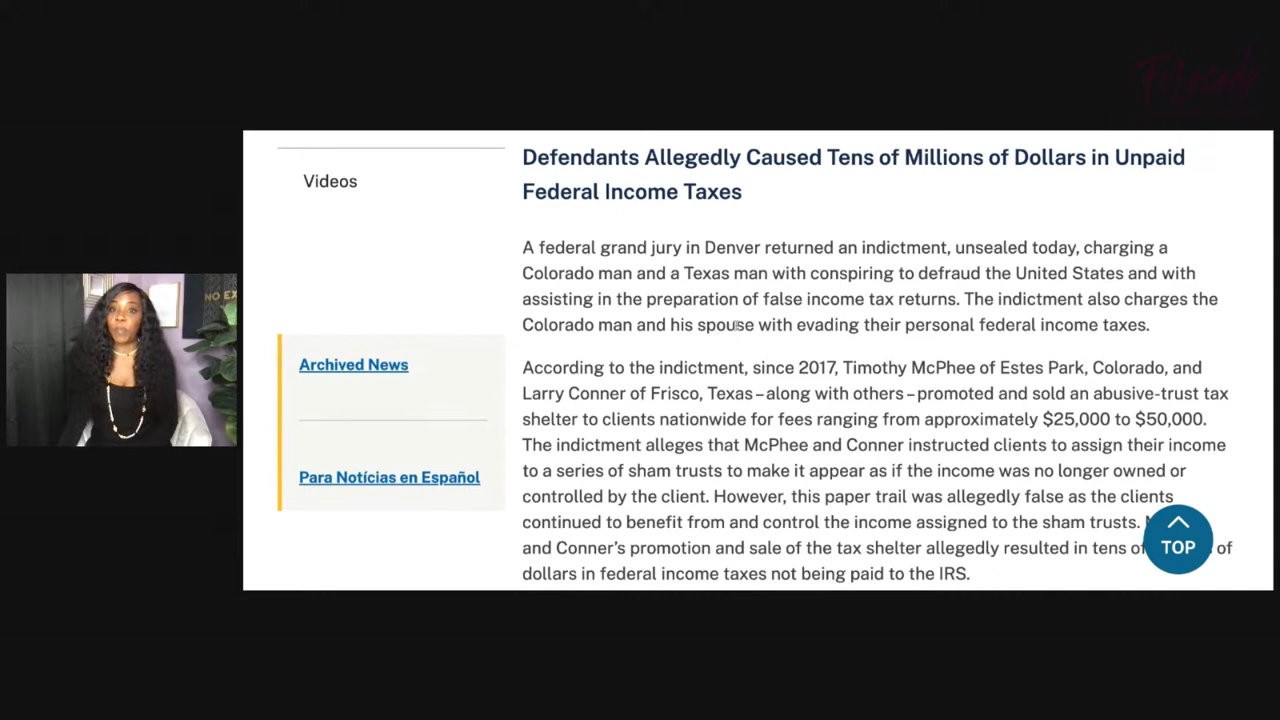 Videos
Archived News
Para Notícias en Español
Defendants Allegedly Caused Tens of Millions of Dollars in Unpaid
Federal Income Taxes
A federal grand jury in Denver returned an indictment, unsealed today, charging a
Colorado man and a Texas man with conspiring to defraud the United States and with
assisting in the preparation of false income tax returns. The indictment also charges the
Colorado man and his spouse with evading their personal federal income taxes.
According to the indictment, since 2017, Timothy McPhee of Estes Park, Colorado, and
Larry Conner of Frisco, Texas – along with others – promoted and sold an abusive-trust tax
shelter to clients nationwide for fees ranging from approximately $25,000 to $50,000.
The indictment alleges that McPhee and Conner instructed clients to assign their income
to a series of sham trusts to make it appear as if the income was no longer owned or
controlled by the client. However, this paper trail was allegedly false as the clients
continued to benefit from and control the income assigned to the sham trusts.
and Conner's promotion and sale of the tax shelter allegedly resulted in tens of
dollars in federal income taxes not being paid to the IRS.
TOP
NO EX